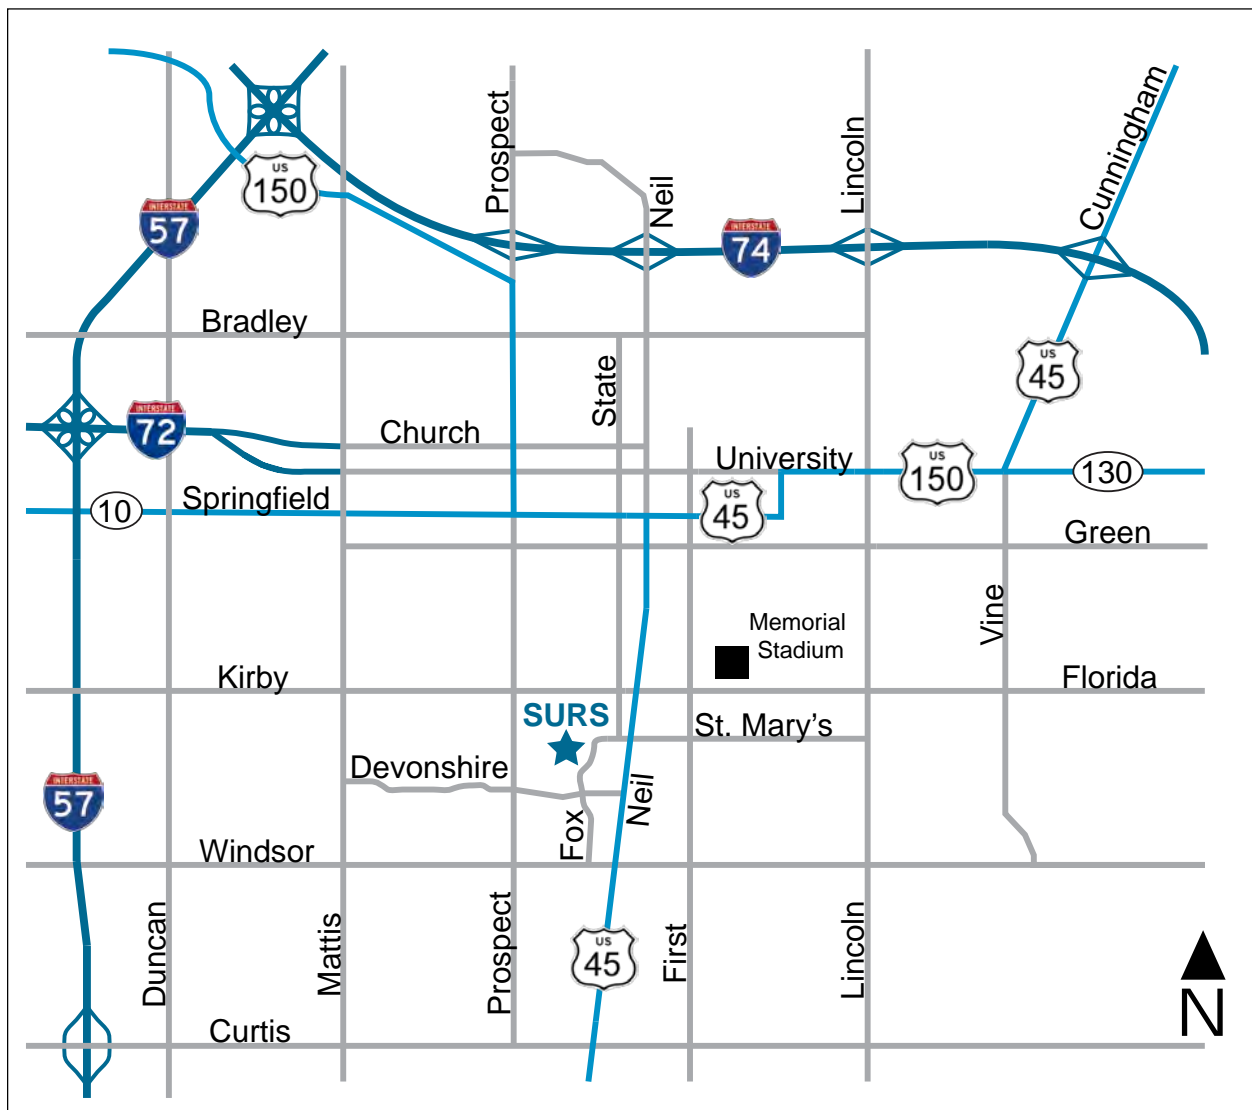 Prospect
Neil
Lincoln
Cunningham
US
150
INTERSTATE
57
INTERSTATE
74
Bradley
State
US
45
INTERSTATE
72
Church
University
US
150
130
Springfield
10
US
45
Green
Vine
Memorial
Stadium
Kirby
Florida
SURS
St. Mary's
Devonshire
INTERSTATE
57
Neil
Fox
Windsor
Duncan
Mattis
Prospect
US
45
First
Lincoln
N
Curtis